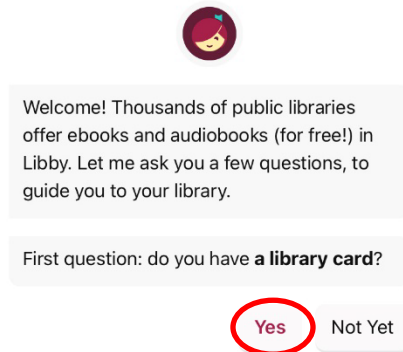 Welcome! Thousands of public libraries
offer ebooks and audiobooks (for free!) in
Libby. Let me ask you a few questions, to
guide you to your library.
First question: do you have a library card?
Yes Not Yet